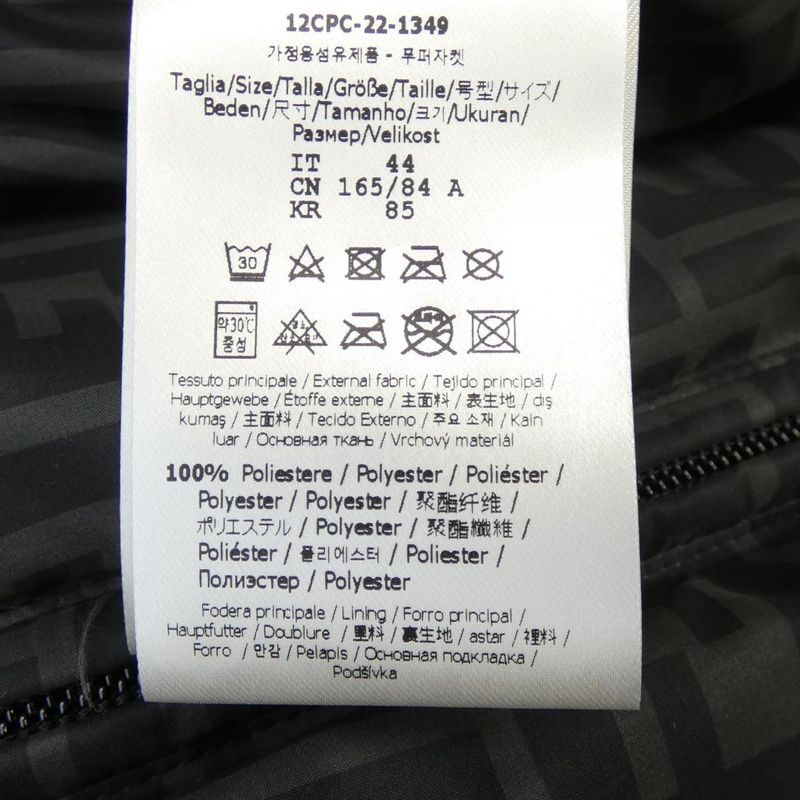 12CPC-22-1349
가정용섬유제품 - 무퍼자켓
Taglia/Size/Talla/Größe/Taille/号型/サイズ/
Beden/尺寸/Tamanho/크기/Ukuran/
Размер/Velikost
IT 44
CN 165/84 A
KR 85
30
약30℃
중성
Tessuto principale / External fabric / Tejido principal /
Hauptgewebe / Étoffe externe / 主面料 / 表生地 / diş
kumaş / 主面料 / Tecido Externo / 주요 소재 / Kain
luar / Основная ткань / Vrchový materiál
100% Poliestere / Polyester / Poliéster /
Polyester / Polyester / 聚酯纤维 /
ポリエステル / Polyester / 聚酯纖維 /
Poliéster / 폴리에스터 / Poliester /
Полиэстер / Polyester
Fodera principale / Lining / Forro principal /
Hauptfutter / Doublure / 里料 / 裏生地 / astar / 裡料 /
Forro / 안감 / Pelapis / Основная подкладка /
Podšívka